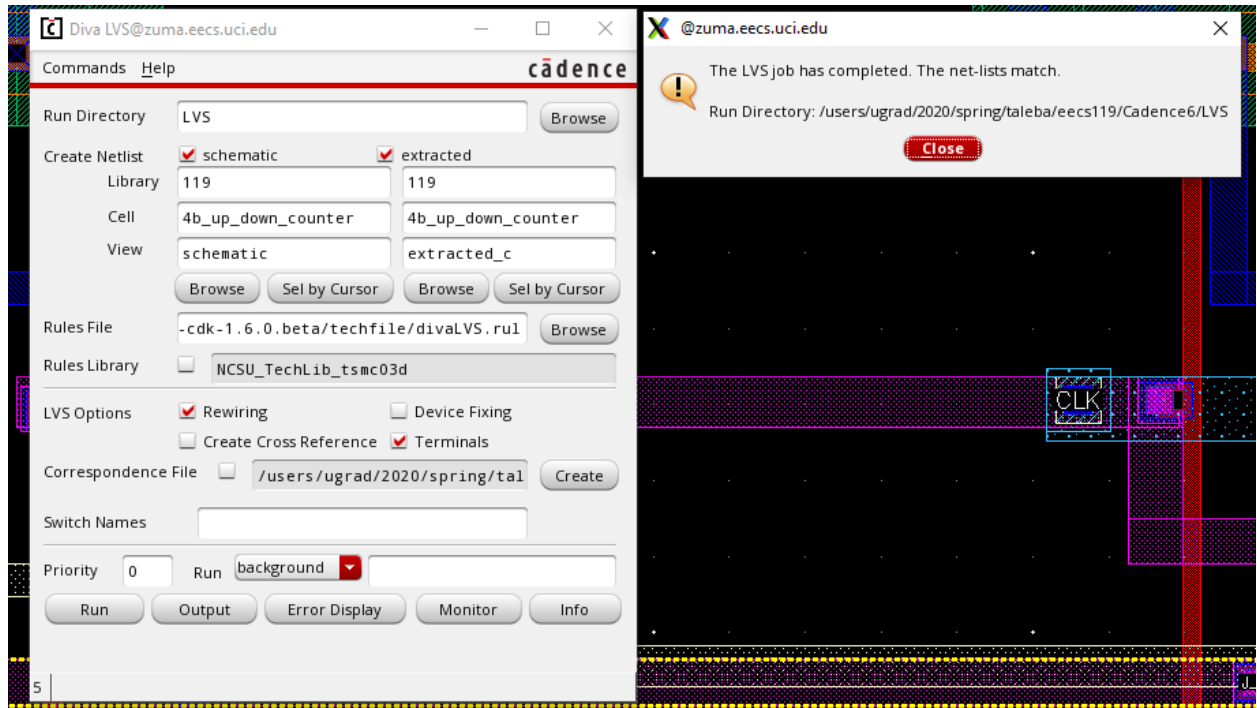 Diva LVS@zuma.eecs.uci.edu
Commands Help
cādence
Run Directory LVS Browse
Create Netlist schematic extracted
Library 119 119
Cell 4b_up_down_counter 4b_up_down_counter
View schematic extracted_c
Browse Sel by Cursor Browse Sel by Cursor
Rules File -cdk-1.6.0.beta/techfile/divaLVS.rul Browse
Rules Library NCSU_TechLib_tsmc03d
LVS Options Rewiring Device Fixing
Create Cross Reference Terminals
Correspondence File /users/ugrad/2020/spring/tal Create
Switch Names
Priority 0 Run background
Run Output Error Display Monitor Info
5
@zuma.eecs.uci.edu
The LVS job has completed. The net-lists match.
Run Directory: /users/ugrad/2020/spring/taleba/eecs119/Cadence6/LVS
Close
CLK